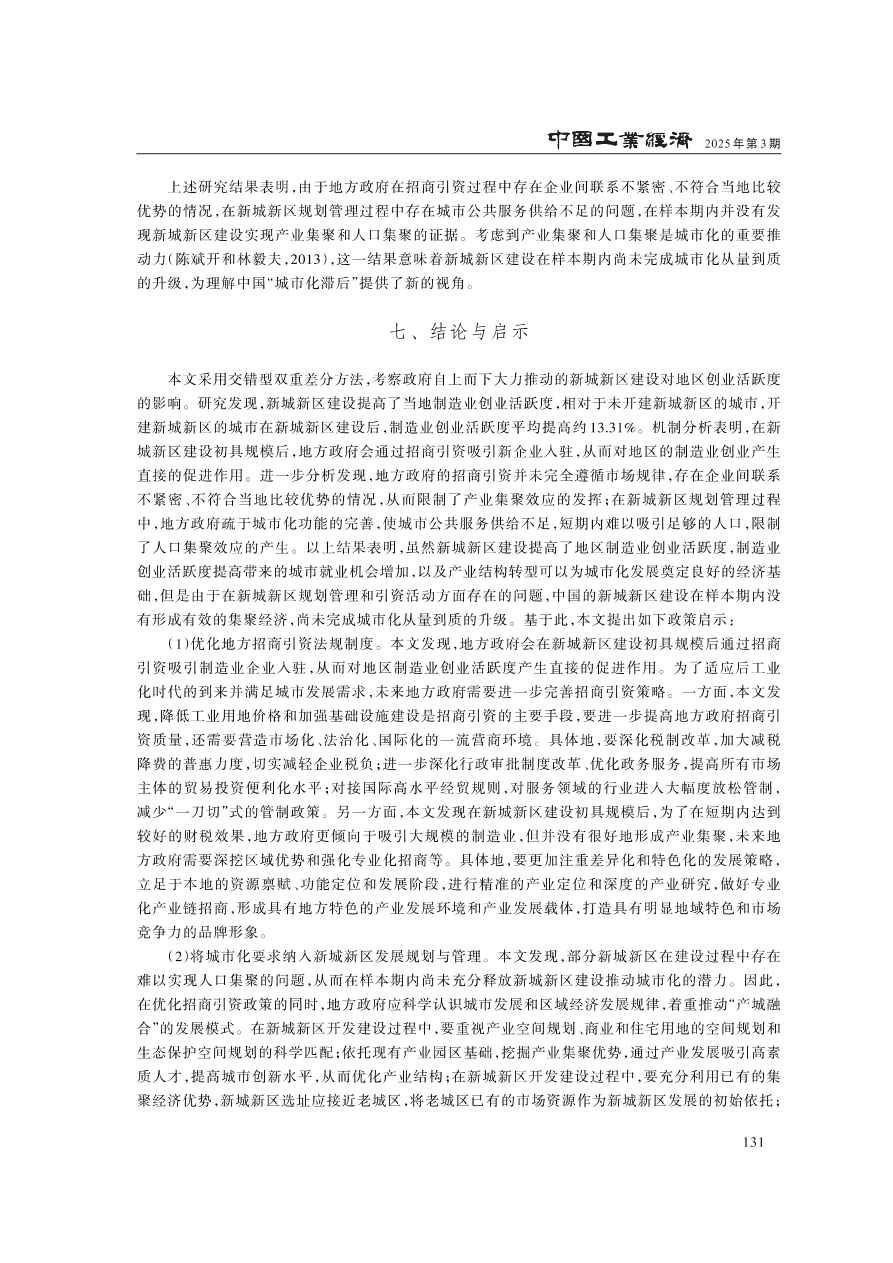 中国工业经济 2025年第3期
上述研究结果表明,由于地方政府在招商引资过程中存在企业间联系不紧密、不符合当地比较
优势的情况,在新城新区规划管理过程中存在城市公共服务供给不足的问题,在样本期内并没有发
现新城新区建设实现产业集聚和人口集聚的证据。考虑到产业集聚和人口集聚是城市化的重要推
动力(陈斌开和林毅夫,2013),这一结果意味着新城新区建设在样本期内尚未完成城市化从量到质
的升级,为理解中国“城市化滞后”提供了新的视角。
七、结论与启示
本文采用交错型双重差分方法,考察政府自上而下大力推动的新城新区建设对地区创业活跃度
的影响。研究发现,新城新区建设提高了当地制造业创业活跃度,相对于未开建新城新区的城市,开
建新城新区的城市在新城新区建设后,制造业创业活跃度平均提高约13.31%。机制分析表明,在新
城新区建设初具规模后,地方政府会通过招商引资吸引新企业入驻,从而对地区的制造业创业产生
直接的促进作用。进一步分析发现,地方政府的招商引资并未完全遵循市场规律,存在企业间联系
不紧密、不符合当地比较优势的情况,从而限制了产业集聚效应的发挥;在新城新区规划管理过程
中,地方政府疏于城市化功能的完善,使城市公共服务供给不足,短期内难以吸引足够的人口,限制
了人口集聚效应的产生。以上结果表明,虽然新城新区建设提高了地区制造业创业活跃度,制造业
创业活跃度提高带来的城市就业机会增加,以及产业结构转型可以为城市化发展奠定良好的经济基
础,但是由于在新城新区规划管理和引资活动方面存在的问题,中国的新城新区建设在样本期内没
有形成有效的集聚经济,尚未完成城市化从量到质的升级。基于此,本文提出如下政策启示:
(1)优化地方招商引资法规制度。本文发现,地方政府会在新城新区建设初具规模后通过招商
引资吸引制造业企业入驻,从而对地区制造业创业活跃度产生直接的促进作用。为了适应后工业
化时代的到来并满足城市发展需求,未来地方政府需要进一步完善招商引资策略。一方面,本文发
现,降低工业用地价格和加强基础设施建设是招商引资的主要手段,要进一步提高地方政府招商引
资质量,还需要营造市场化、法治化、国际化的一流营商环境。具体地,要深化税制改革,加大减税
降费的普惠力度,切实减轻企业税负;进一步深化行政审批制度改革、优化政务服务,提高所有市场
主体的贸易投资便利化水平;对接国际高水平经贸规则,对服务领域的行业进入大幅度放松管制,
减少“一刀切”式的管制政策。另一方面,本文发现在新城新区建设初具规模后,为了在短期内达到
较好的财税效果,地方政府更倾向于吸引大规模的制造业,但并没有很好地形成产业集聚,未来地
方政府需要深挖区域优势和强化专业化招商等。具体地,要更加注重差异化和特色化的发展策略,
立足于本地的资源禀赋、功能定位和发展阶段,进行精准的产业定位和深度的产业研究,做好专业
化产业链招商,形成具有地方特色的产业发展环境和产业发展载体,打造具有明显地域特色和市场
竞争力的品牌形象。
(2)将城市化要求纳入新城新区发展规划与管理。本文发现,部分新城新区在建设过程中存在
难以实现人口集聚的问题,从而在样本期内尚未充分释放新城新区建设推动城市化的潜力。因此,
在优化招商引资政策的同时,地方政府应科学认识城市发展和区域经济发展规律,着重推动“产城融
合”的发展模式。在新城新区开发建设过程中,要重视产业空间规划、商业和住宅用地的空间规划和
生态保护空间规划的科学匹配;依托现有产业园区基础,挖掘产业集聚优势,通过产业发展吸引高素
质人才,提高城市创新水平,从而优化产业结构;在新城新区开发建设过程中,要充分利用已有的集
聚经济优势,新城新区选址应接近老城区,将老城区已有的市场资源作为新城新区发展的初始依托;
131